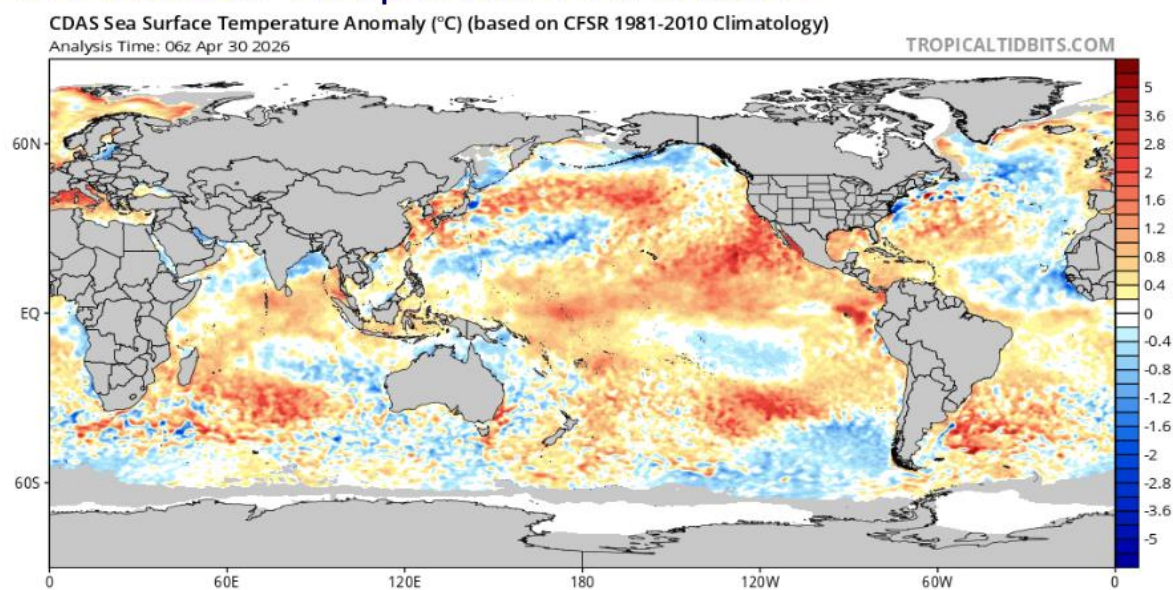 CDAS Sea Surface Temperature Anomaly (°C) (based on CFSR 1981-2010 Climatology)
Analysis Time: 06z Apr 30 2026
TROPICALTIDBITS.COM
60N
EQ
60S
0
60E
120E
180
120W
60W
0
5
3.6
2.8
2
1.6
1.2
0.8
0.4
0
-0.4
-0.8
-1.2
-1.6
-2
-2.8
-3.6
-5